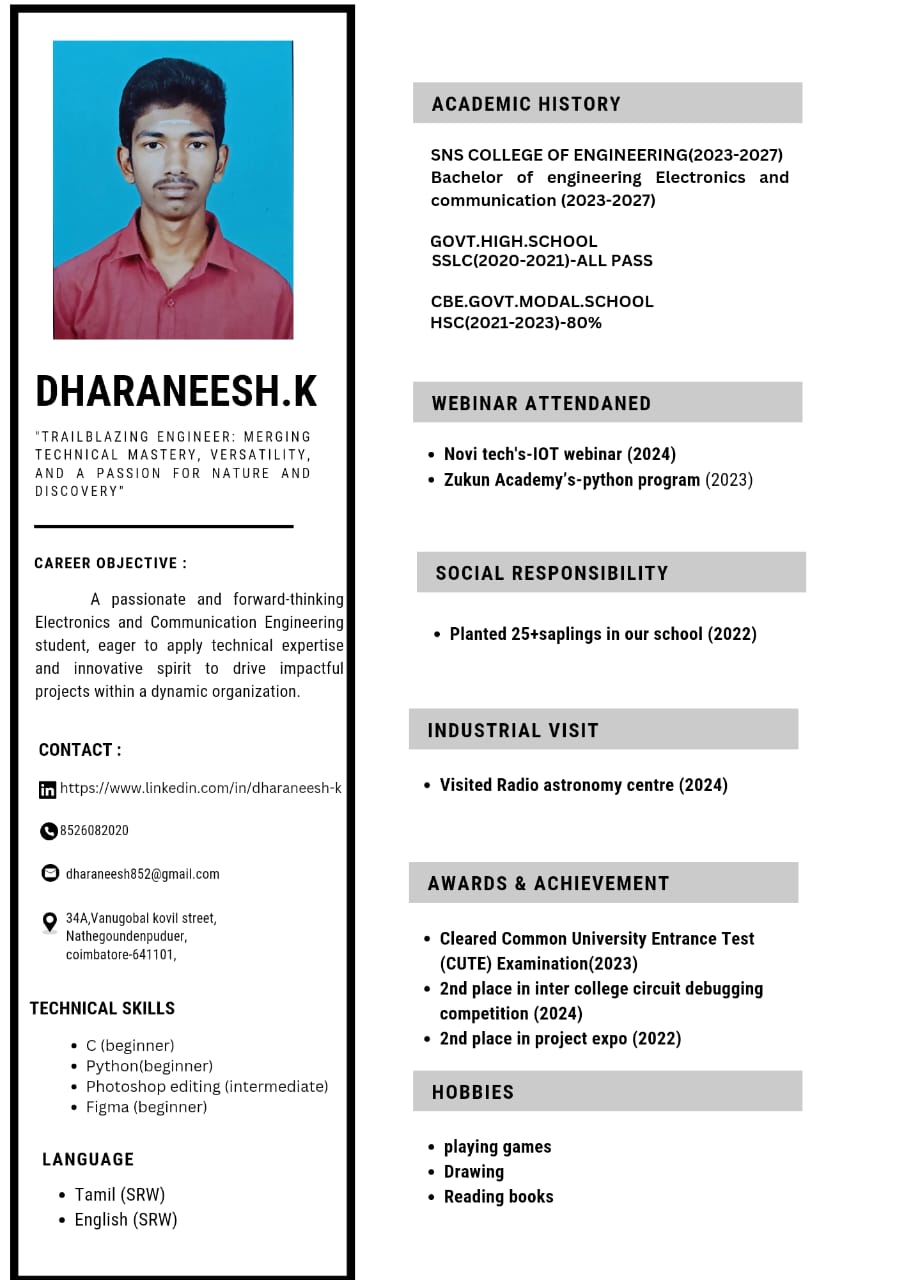 DHARANEESH.K
"TRAILBLAZING ENGINEER: MERGING
TECHNICAL MASTERY, VERSATILITY,
AND A PASSION FOR NATURE AND
DISCOVERY"
CAREER OBJECTIVE :
A passionate and forward-thinking
Electronics and Communication Engineering
student, eager to apply technical expertise
and innovative spirit to drive impactful
projects within a dynamic organization.
CONTACT :
in https://www.linkedin.com/in/dharaneesh-k
8526082020
dharaneesh852@gmail.com
34A,Vanugobal kovil street,
Nathegoundenpuduer,
coimbatore-641101,
TECHNICAL SKILLS
• C (beginner)
• Python(beginner)
• Photoshop editing (intermediate)
• Figma (beginner)
LANGUAGE
• Tamil (SRW)
• English (SRW)
ACADEMIC HISTORY
SNS COLLEGE OF ENGINEERING(2023-2027)
Bachelor of engineering Electronics and
communication (2023-2027)
GOVT.HIGH.SCHOOL
SSLC(2020-2021)-ALL PASS
CBE.GOVT.MODAL.SCHOOL
HSC(2021-2023)-80%
WEBINAR ATTENDANED
• Novi tech's-IOT webinar (2024)
• Zukun Academy’s-python program (2023)
SOCIAL RESPONSIBILITY
• Planted 25+saplings in our school (2022)
INDUSTRIAL VISIT
• Visited Radio astronomy centre (2024)
AWARDS & ACHIEVEMENT
• Cleared Common University Entrance Test
(CUTE) Examination(2023)
• 2nd place in inter college circuit debugging
competition (2024)
• 2nd place in project expo (2022)
HOBBIES
• playing games
• Drawing
• Reading books